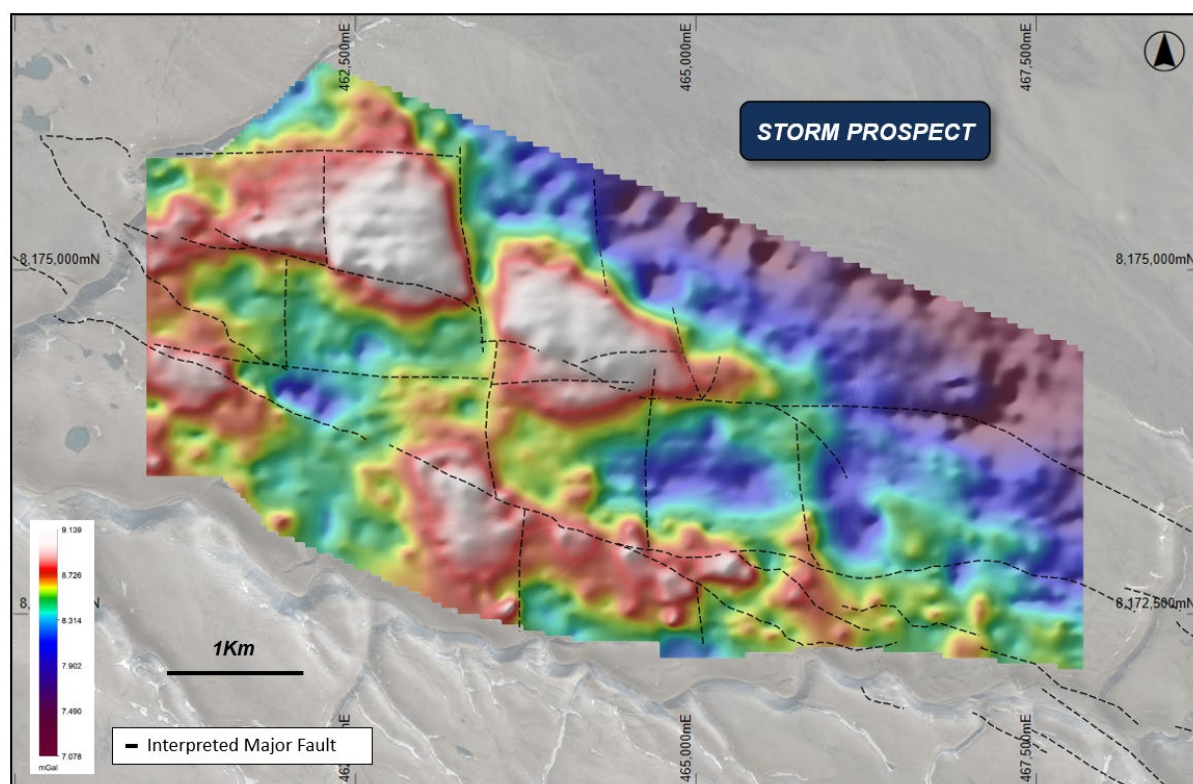 462,500mE
465,000mE
467,500mE
STORM PROSPECT
8,175,000mN
8,175,000mN
9.139
8.726
8.314
7.902
7.490
7.078
mGal
1Km
8,172,500mN
Interpreted Major Fault
465,000mE
467,500mE